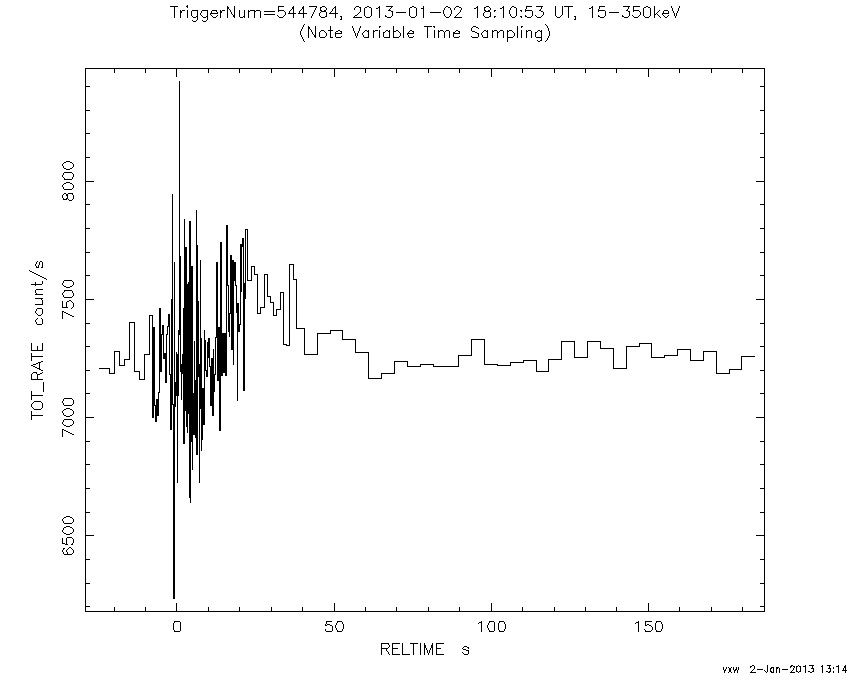 TriggerNum=544784, 2013-01-02 18:10:53 UT, 15-350keV
(Note Variable Time Sampling)
TOT_RATE count/s
8000
7500
7000
6500
0 50 100 150
RELTIME s
vxw 2-Jan-2013 13:14